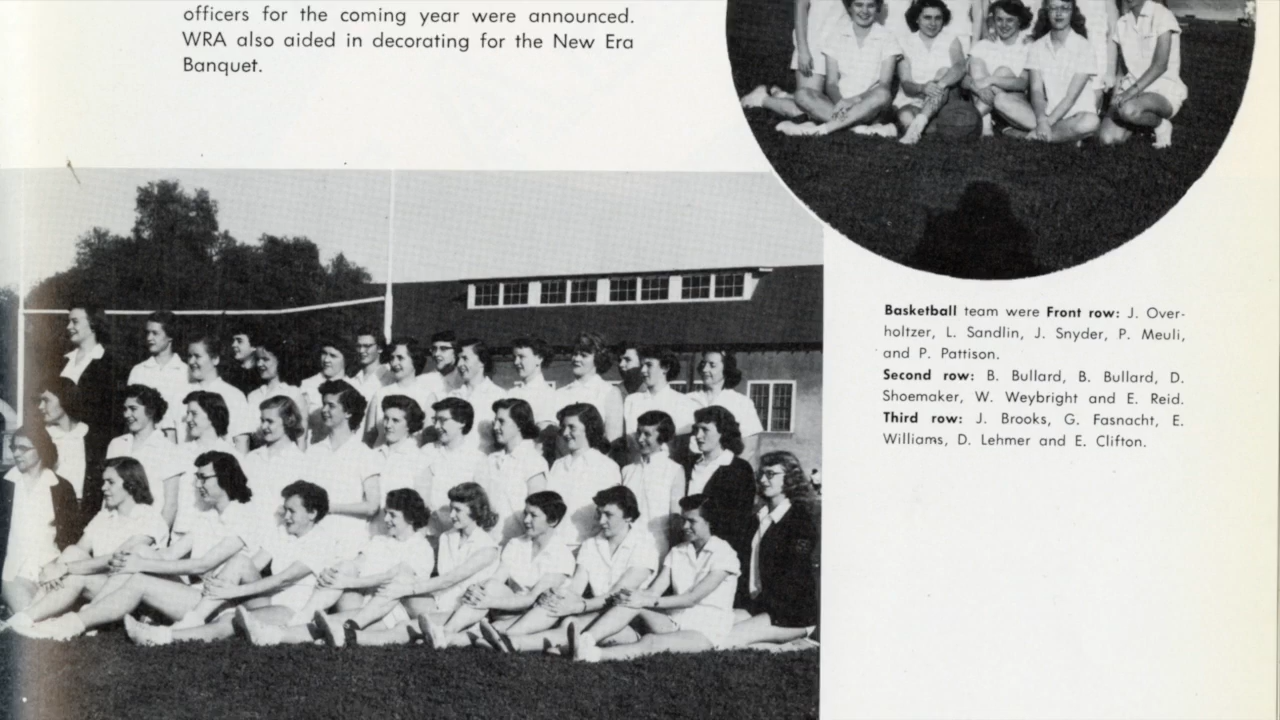 officers for the coming year were announced.
WRA also aided in decorating for the New Era
Banquet.
Basketball team were Front row: J. Over-
holtzer, L. Sandlin, J. Snyder, P. Meuli,
and P. Pattison.
Second row: B. Bullard, B. Bullard, D.
Shoemaker, W. Weybright and E. Reid.
Third row: J. Brooks, G. Fasnacht, E.
Williams, D. Lehmer and E. Clifton.